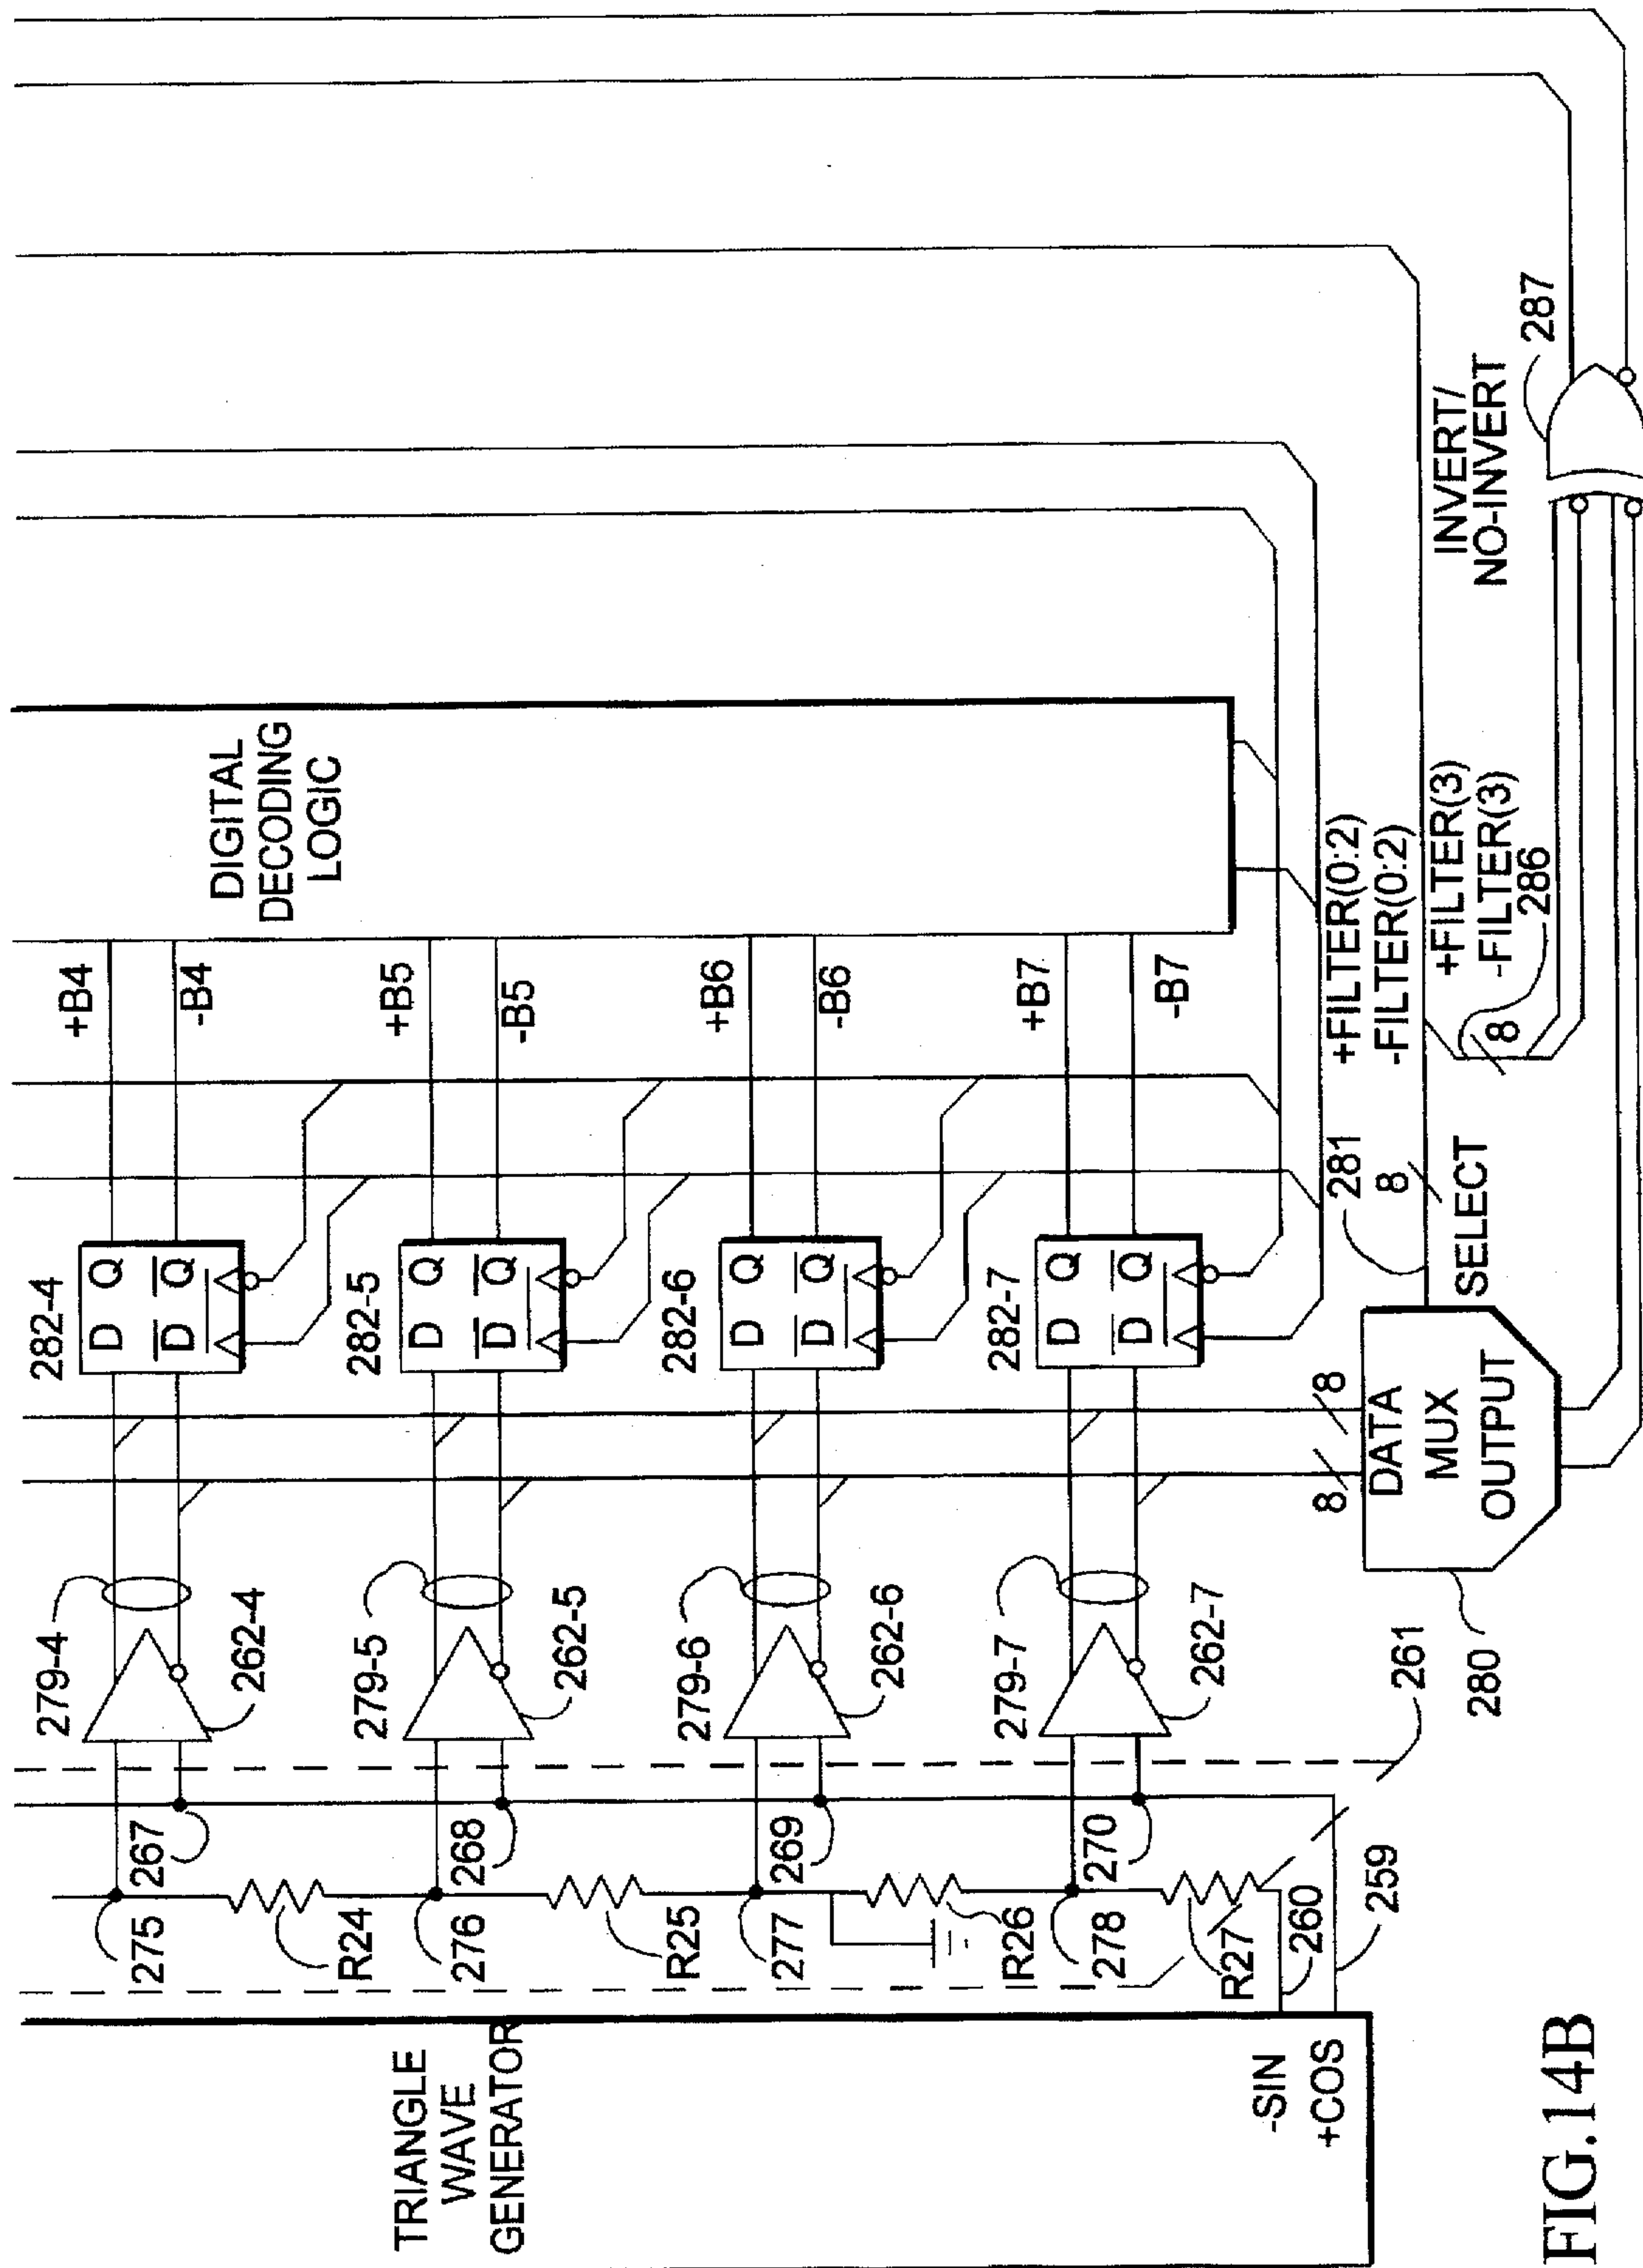 TRIANGLE
WAVE
GENERATOR
-SIN
+COS
275
R24
276
R25
277
R26
278
R27
260
259
267
268
269
270
261
279-4
262-4
279-5
262-5
279-6
262-6
279-7
262-7
280
8
8
DATA
MUX
OUTPUT
SELECT
282-4
D Q
D Q
282-5
D Q
D Q
282-6
D Q
D Q
282-7
D Q
D Q
281
8
+B4
-B4
+B5
-B5
+B6
-B6
+B7
-B7
+FILTER(0:2)
-FILTER(0:2)
+FILTER(3)
-FILTER(3)
286
8
DIGITAL
DECODING
LOGIC
INVERT/
NO-INVERT
287
FIG.14B